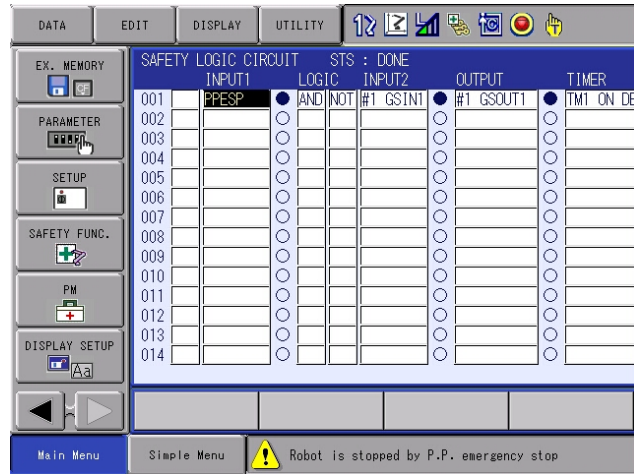 DATA EDIT DISPLAY UTILITY
EX. MEMORY
CF
PARAMETER
SETUP
SAFETY FUNC.
PM
DISPLAY SETUP
Aa
SAFETY LOGIC CIRCUIT STS : DONE
INPUT1 LOGIC INPUT2 OUTPUT TIMER
001 PPESP AND NOT #1 GSIN1 #1 GSOUT1 TM1 ON DE
002
003
004
005
006
007
008
009
010
011
012
013
014
Main Menu Simple Menu Robot is stopped by P.P. emergency stop